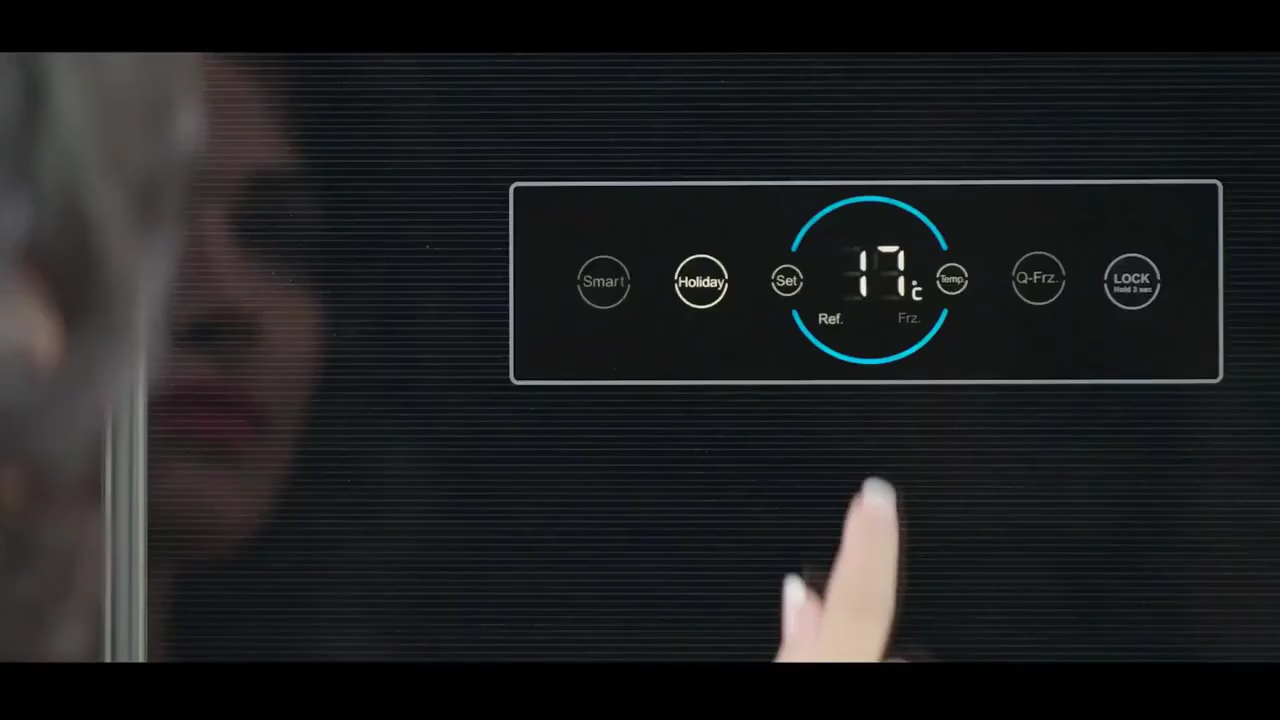 Smart
Holiday
Set
17°C
Temp.
Ref.
Frz.
Q-Frz.
LOCK
Hold 3 sec